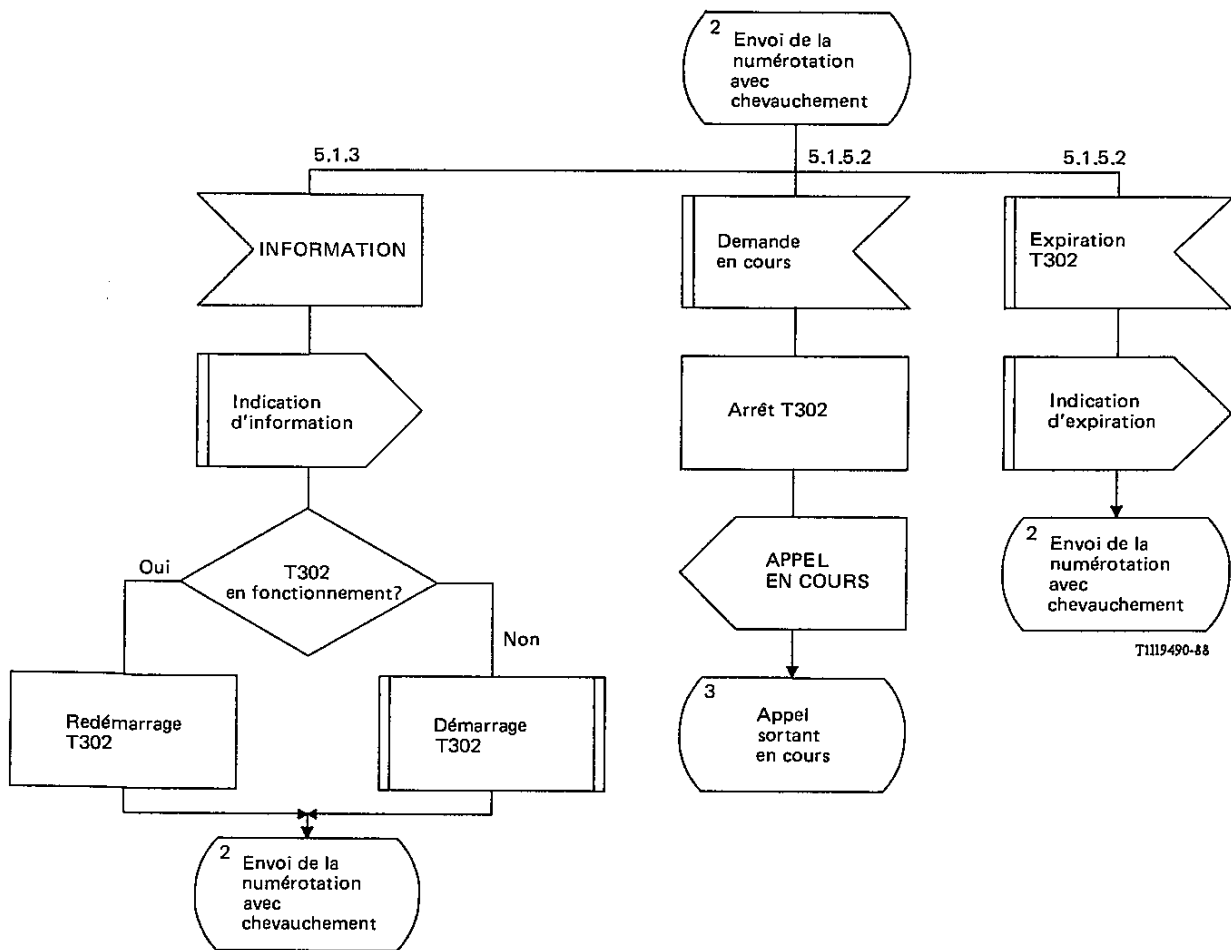 2
Envoi de la
numérotation
avec
chevauchement
5.1.3
5.1.5.2
5.1.5.2
INFORMATION
Demande
en cours
Expiration
T302
Indication
d'information
Arrêt T302
Indication
d'expiration
T302
en fonctionnement?
Oui
Non
APPEL
EN COURS
2
Envoi de la
numérotation
avec
chevauchement
T1119490-88
Redémarrage
T302
Démarrage
T302
3
Appel
sortant
en cours
2
Envoi de la
numérotation
avec
chevauchement